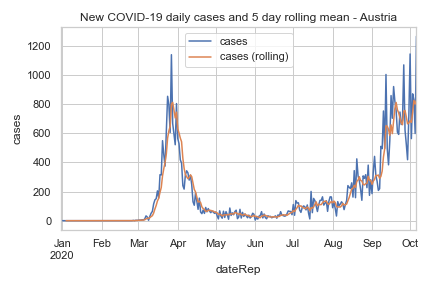 New COVID-19 daily cases and 5 day rolling mean - Austria
cases
cases (rolling)
1200
1000
800
600
400
200
0
cases
Jan Feb Mar Apr May Jun Jul Aug Sep Oct
2020
dateRep